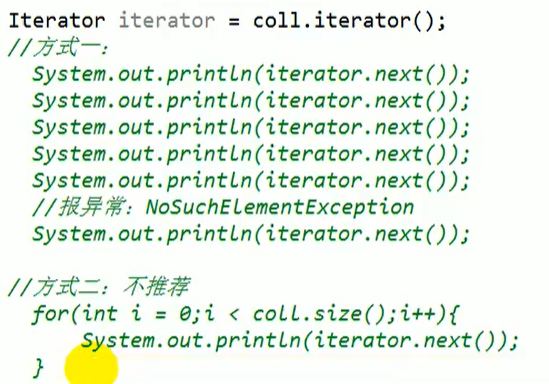 Iterator iterator = coll.iterator();
//方式一：
System.out.println(iterator.next());
System.out.println(iterator.next());
System.out.println(iterator.next());
System.out.println(iterator.next());
System.out.println(iterator.next());
//报异常：NoSuchElementException
System.out.println(iterator.next());
//方式二：不推荐
for(int i = 0;i < coll.size();i++){
System.out.println(iterator.next());
}